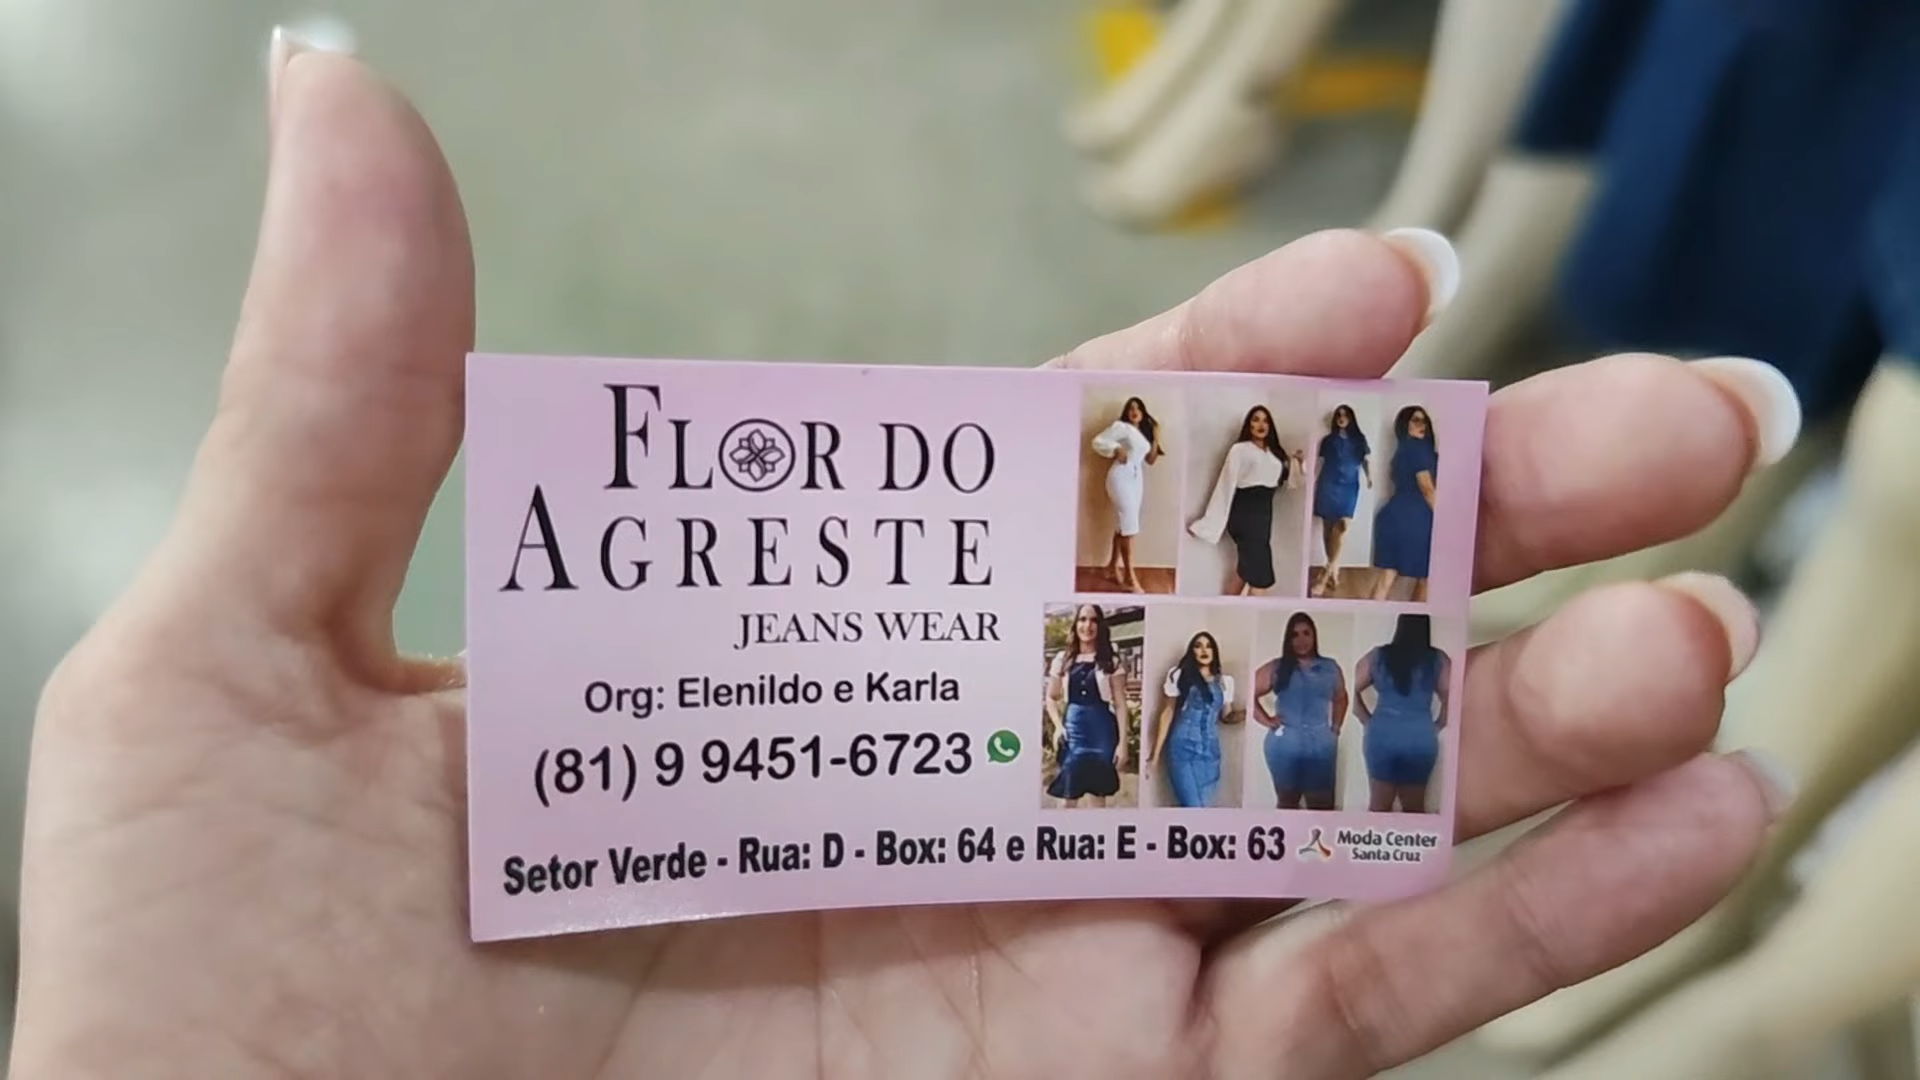 FLOR DO
AGRESTE
JEANS WEAR
Org: Elenildo e Karla
(81) 9 9451-6723
Setor Verde - Rua: D - Box: 64 e Rua: E - Box: 63
Moda Center
Santa Cruz